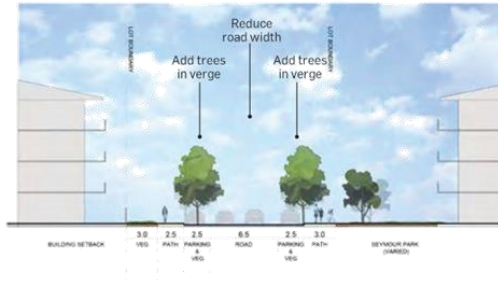 Reduce
road width
Add trees
in verge
Add trees
in verge
LOT BOUNDARY
LOT BOUNDARY
BUILDING SETBACK
3.0
VEG
2.5
PATH
2.5
PARKING
&
VEG
6.5
ROAD
2.5
PARKING
&
VEG
3.0
PATH
SEYMOUR PARK
(VARIED)